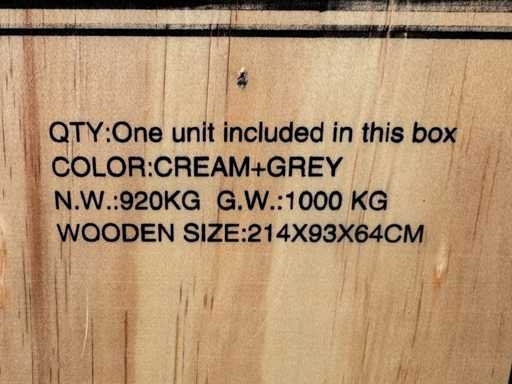 QTY:One unit included in this box
COLOR:CREAM+GREY
N.W.:920KG G.W.:1000 KG
WOODEN SIZE:214X93X64CM